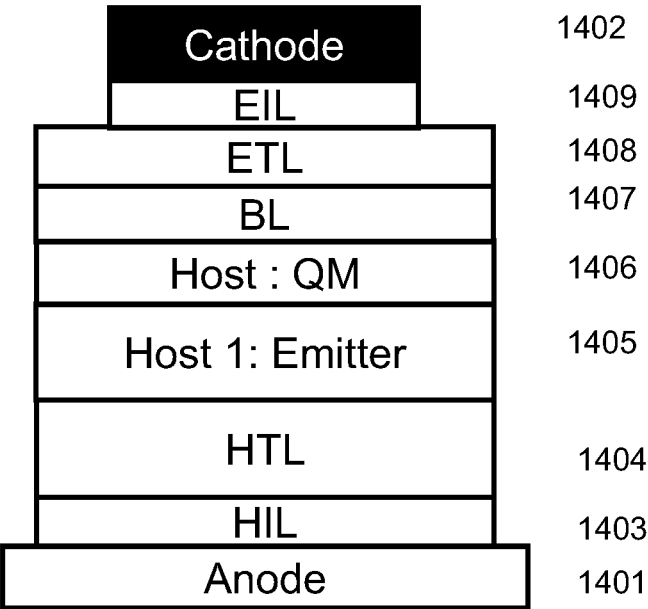 Cathode 1402
EIL 1409
ETL 1408
BL 1407
Host : QM 1406
Host 1: Emitter 1405
HTL 1404
HIL 1403
Anode 1401